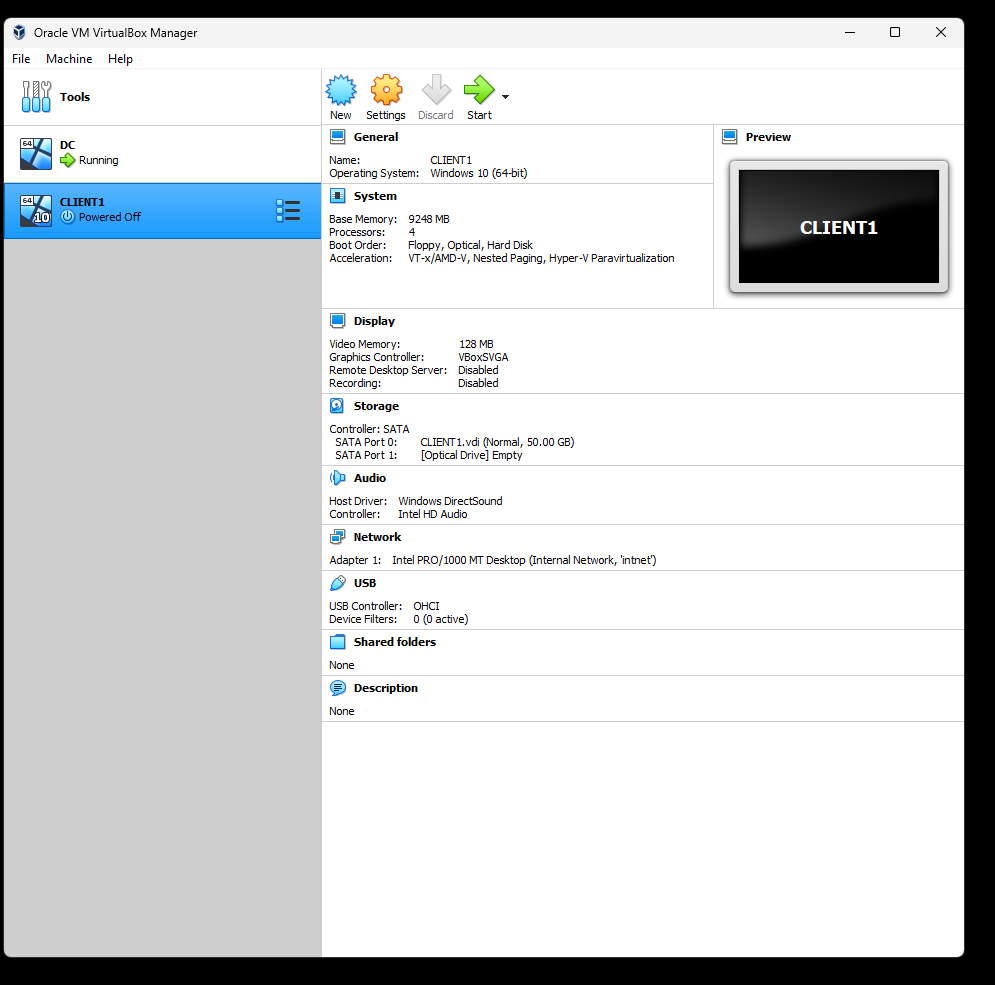 Oracle VM VirtualBox Manager
File Machine Help
Tools
New Settings Discard Start
64
DC
Running
64
10
CLIENT1
Powered Off
General
Name: CLIENT1
Operating System: Windows 10 (64-bit)
Preview
CLIENT1
System
Base Memory: 9248 MB
Processors: 4
Boot Order: Floppy, Optical, Hard Disk
Acceleration: VT-x/AMD-V, Nested Paging, Hyper-V Paravirtualization
Display
Video Memory: 128 MB
Graphics Controller: VBoxSVGA
Remote Desktop Server: Disabled
Recording: Disabled
Storage
Controller: SATA
SATA Port 0: CLIENT1.vdi (Normal, 50.00 GB)
SATA Port 1: [Optical Drive] Empty
Audio
Host Driver: Windows DirectSound
Controller: Intel HD Audio
Network
Adapter 1: Intel PRO/1000 MT Desktop (Internal Network, 'intnet')
USB
USB Controller: OHCI
Device Filters: 0 (0 active)
Shared folders
None
Description
None